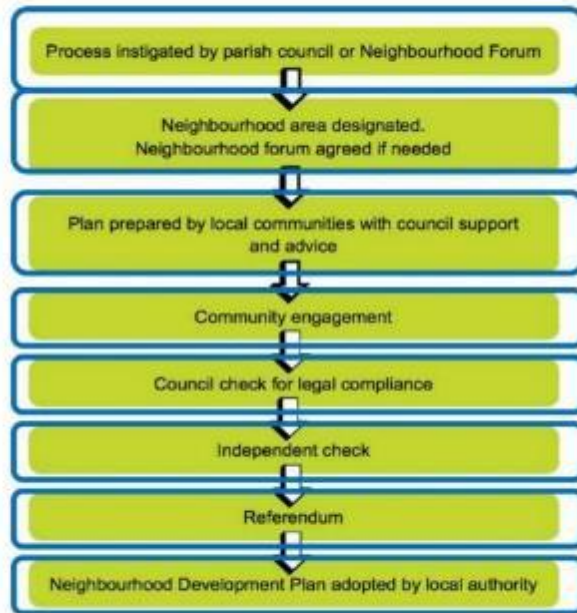 Process instigated by parish council or Neighbourhood Forum
Neighbourhood area designated.
Neighbourhood forum agreed if needed
Plan prepared by local communities with council support
and advice
Community engagement
Council check for legal compliance
Independent check
Referendum
Neighbourhood Development Plan adopted by local authority